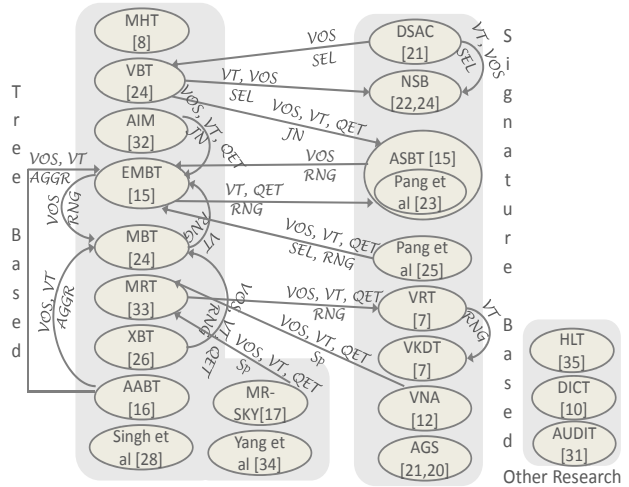 MHT
[8]
VBT
[24]
AIM
[32]
EMBT
[15]
MBT
[24]
MRT
[33]
XBT
[26]
AABT
[16]
Singh et
al [28]
MR-
SKY[17]
Yang et
al [34]
Tree Based
VOS, VT
AGGR
VOS
RNG
VOS, VT
AGGR
VOS, VT, QET
JN
VT
RNG
VOS, VT, QET
RNG
VOS
SEL
VT, VOS
SEL
VOS, VT, QET
JN
VOS
RNG
VT, QET
RNG
VOS, VT, QET
SEL, RNG
VOS, VT, QET
RNG
VOS, VT, QET
Sp
VOS, VT, QET
Sp
DSAC
[21]
NSB
[22,24]
ASBT [15]
Pang et
al [23]
Pang et
al [25]
VRT
[7]
VKDT
[7]
VNA
[12]
AGS
[21,20]
VT, VOS
SEL
VT
RNG
Signature Based
HLT
[35]
DICT
[10]
AUDIT
[31]
Other Research